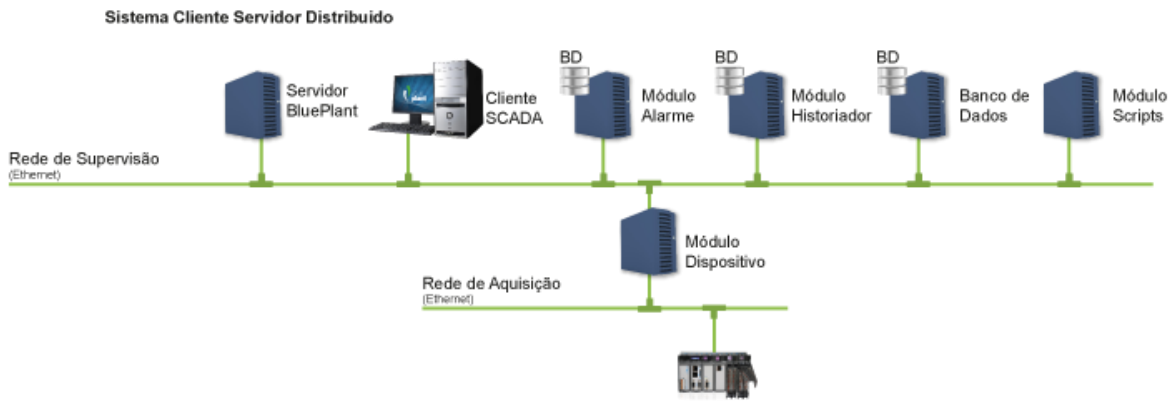 Sistema Cliente Servidor Distribuido
BD
BD
BD
Servidor
BluePlant
Cliente
SCADA
Módulo
Alarme
Módulo
Historiador
Banco de
Dados
Módulo
Scripts
Rede de Supervisão
(Ethernet)
Módulo
Dispositivo
Rede de Aquisição
(Ethernet)